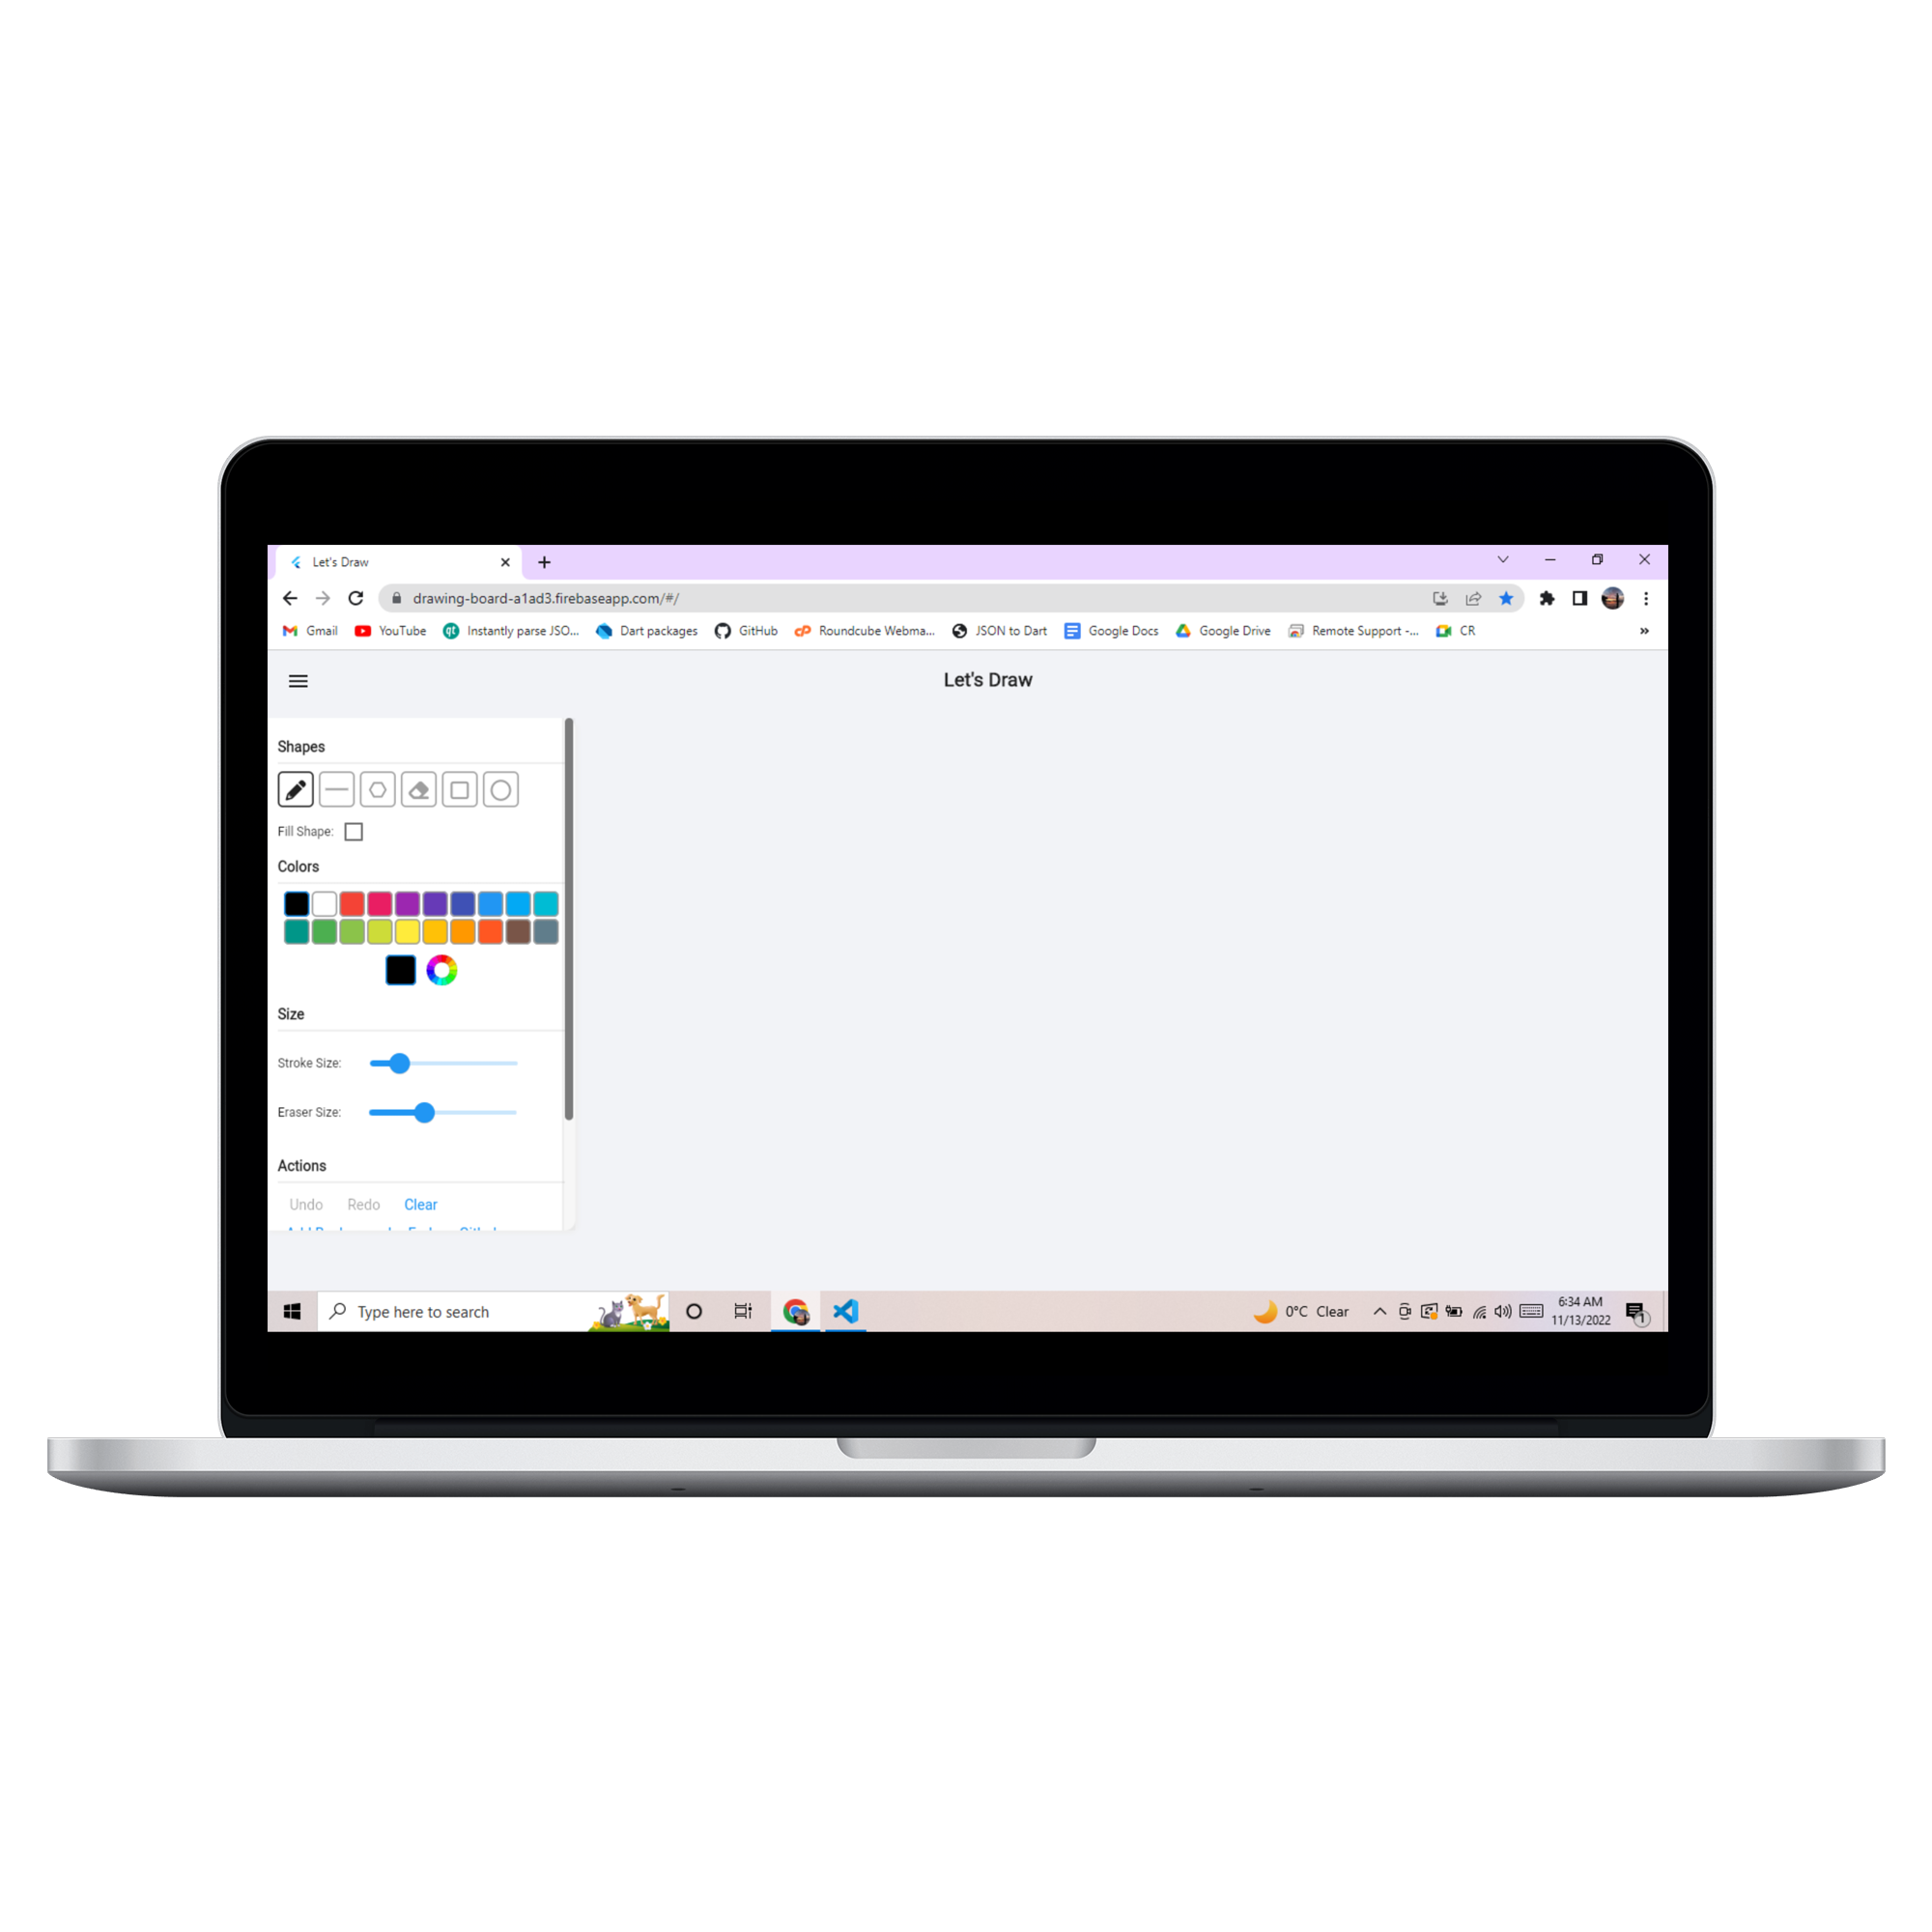 Let's Draw
drawing-board-a1ad3.firebaseapp.com/#/
Gmail YouTube Instantly parse JSO... Dart packages GitHub Roundcube Webma... JSON to Dart Google Docs Google Drive Remote Support -... CR »
Let's Draw
Shapes
Fill Shape:
Colors
Size
Stroke Size:
Eraser Size:
Actions
Undo Redo Clear
Type here to search
0°C Clear
6:34 AM
11/13/2022
1